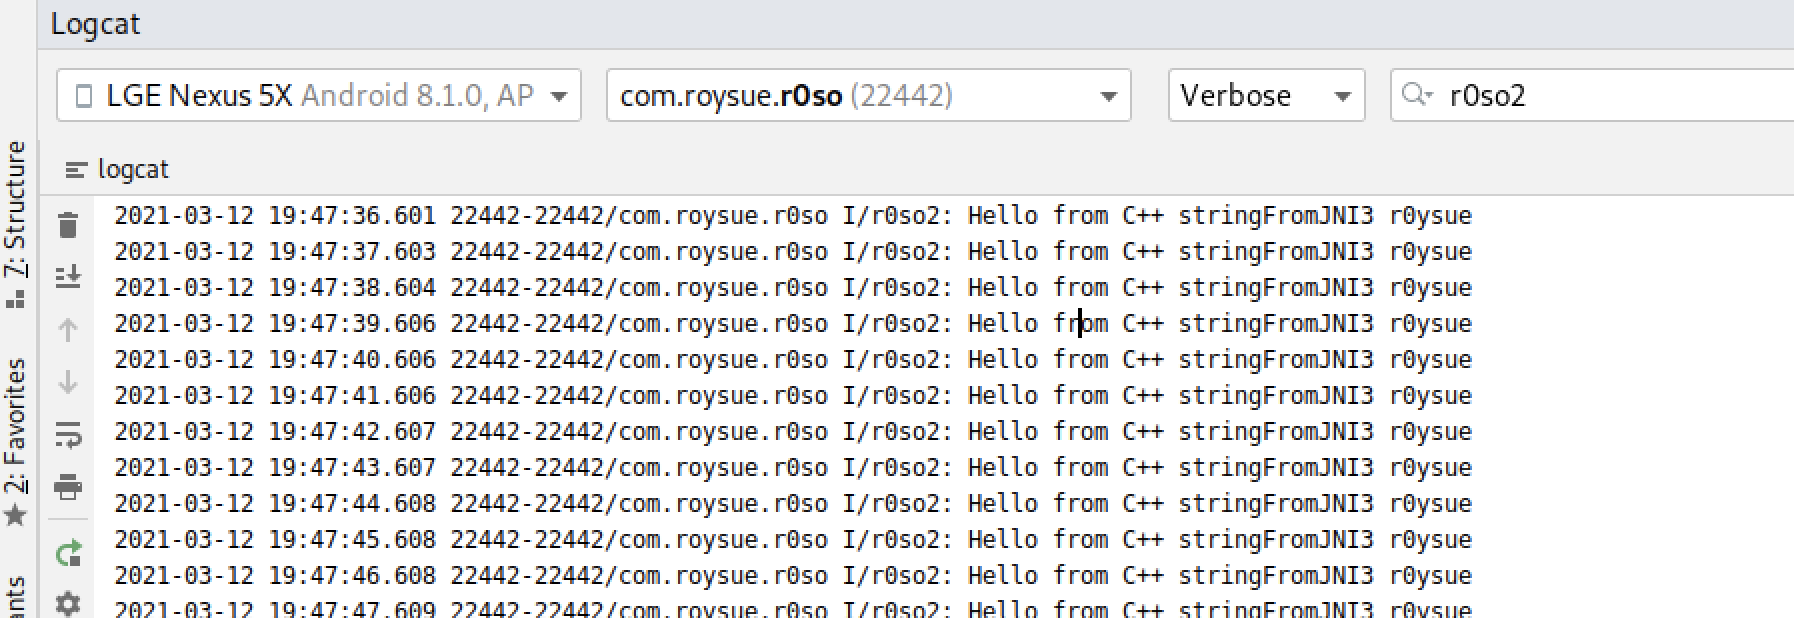 Logcat
LGE Nexus 5X Android 8.1.0, AP
com.roysue.r0so (22442)
Verbose
r0so2
logcat
7: Structure
2: Favorites
2021-03-12 19:47:36.601 22442-22442/com.roysue.r0so I/r0so2: Hello from C++ stringFromJNI3 r0ysue
2021-03-12 19:47:37.603 22442-22442/com.roysue.r0so I/r0so2: Hello from C++ stringFromJNI3 r0ysue
2021-03-12 19:47:38.604 22442-22442/com.roysue.r0so I/r0so2: Hello from C++ stringFromJNI3 r0ysue
2021-03-12 19:47:39.606 22442-22442/com.roysue.r0so I/r0so2: Hello from C++ stringFromJNI3 r0ysue
2021-03-12 19:47:40.606 22442-22442/com.roysue.r0so I/r0so2: Hello from C++ stringFromJNI3 r0ysue
2021-03-12 19:47:41.606 22442-22442/com.roysue.r0so I/r0so2: Hello from C++ stringFromJNI3 r0ysue
2021-03-12 19:47:42.607 22442-22442/com.roysue.r0so I/r0so2: Hello from C++ stringFromJNI3 r0ysue
2021-03-12 19:47:43.607 22442-22442/com.roysue.r0so I/r0so2: Hello from C++ stringFromJNI3 r0ysue
2021-03-12 19:47:44.608 22442-22442/com.roysue.r0so I/r0so2: Hello from C++ stringFromJNI3 r0ysue
2021-03-12 19:47:45.608 22442-22442/com.roysue.r0so I/r0so2: Hello from C++ stringFromJNI3 r0ysue
2021-03-12 19:47:46.608 22442-22442/com.roysue.r0so I/r0so2: Hello from C++ stringFromJNI3 r0ysue
2021-03-12 19:47:47.609 22442-22442/com.roysue.r0so I/r0so2: Hello from C++ stringFromJNI3 r0ysue